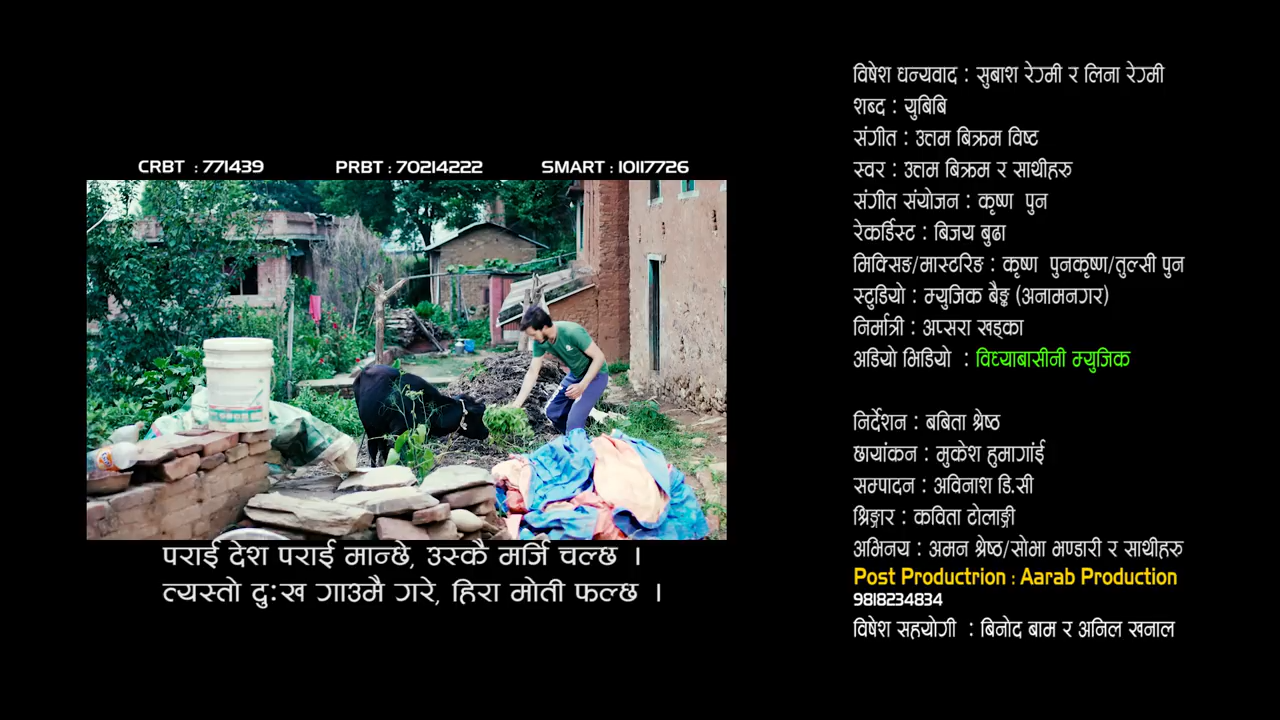 CRBT : 771439 PRBT : 70214222 SMART : 10117726
पराई देश पराई मान्छे, उस्कै मर्जि चल्छ ।
त्यस्तो दुःख गाउमै गरे, हिरा मोती फल्छ ।
विषेश धन्यवाद : सुबाश रेग्मी र लिना रेग्मी
शब्द : युबिबि
संगीत : उत्तम बिक्रम विष्ट
स्वर : उत्तम बिक्रम र साथीहरु
संगीत संयोजन : कृष्ण पुन
रेकर्डिस्ट : बिजय बुढा
मिक्सिङ/मास्टरिङ : कृष्ण पुनकृष्ण/तुल्सी पुन
स्टुडियो : म्युजिक बैङ्क (अनामनगर)
निर्मात्री : अप्सरा खड्का
अडियो भिडियो : विध्याबासीनी म्युजिक
निर्देशन : बबिता श्रेष्ठ
छायांकन : मुकेश हुमागांई
सम्पादन : अविनाश डि.सी
श्रिङ्गार : कविता ढोलाङ्गी
अभिनय : अमन श्रेष्ठ/सोभा भण्डारी र साथीहरु
Post Productrion : Aarab Production
9818234834
विषेश सहयोगी : बिनोद बाम र अनिल खनाल